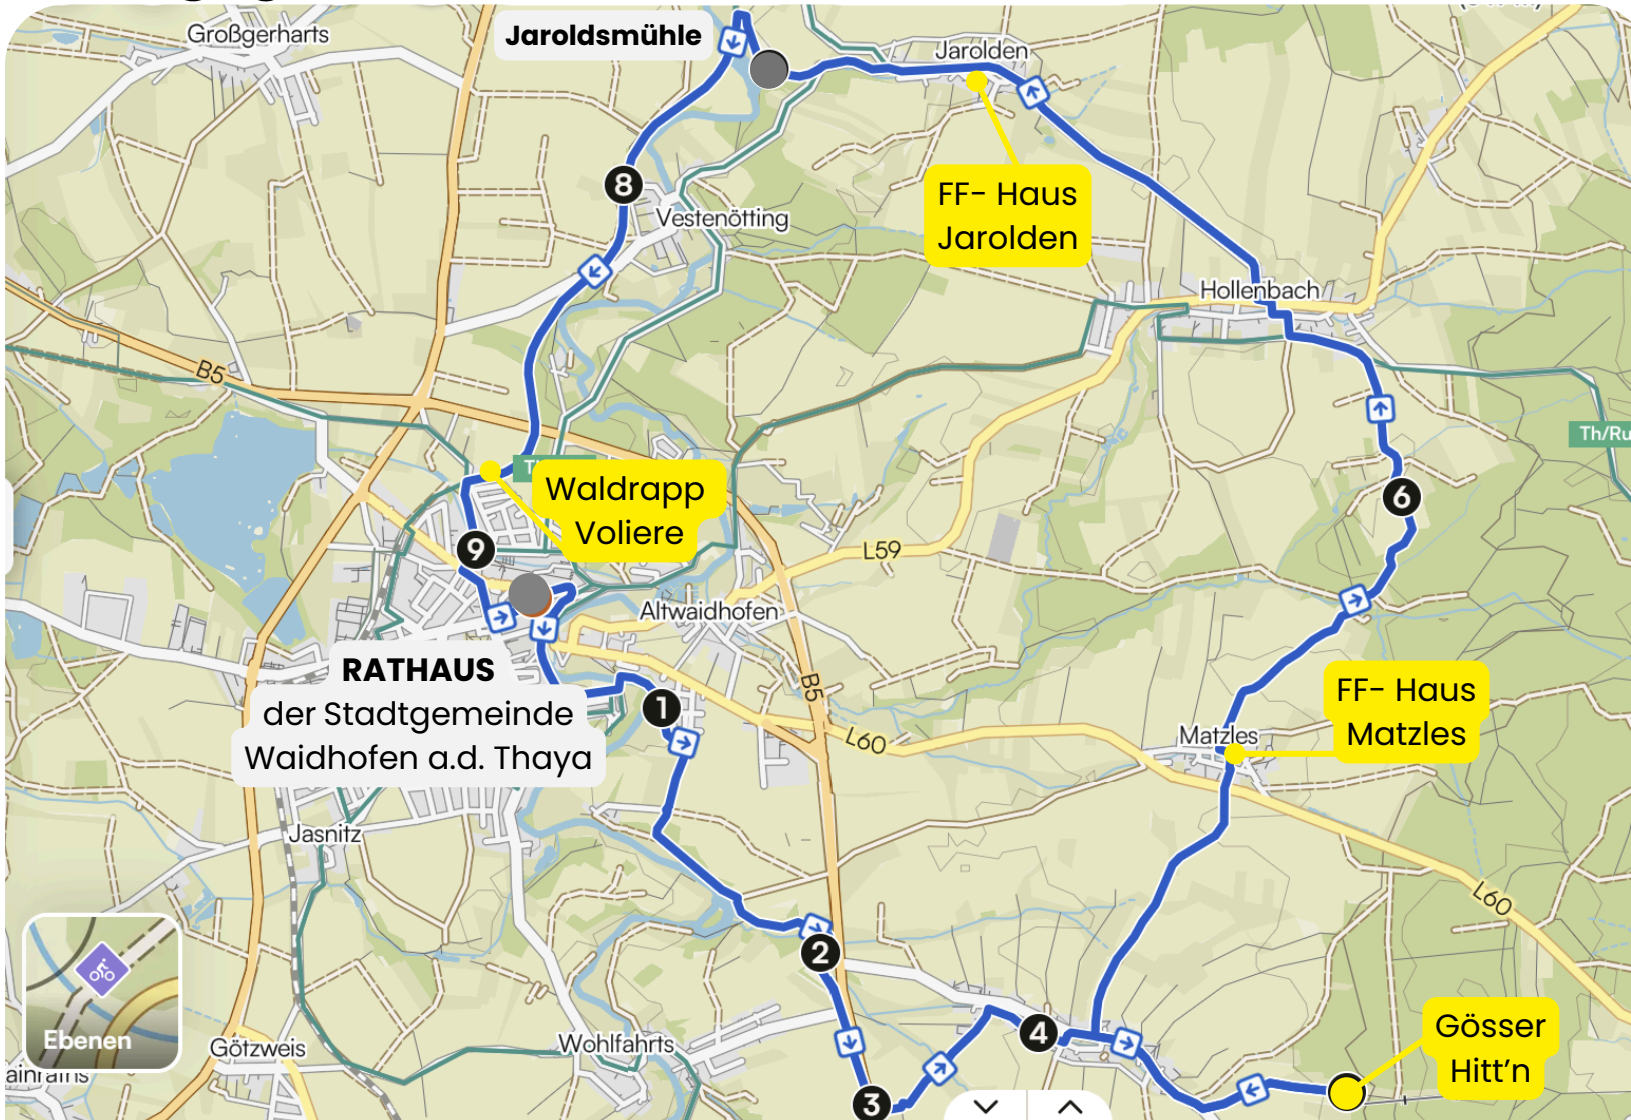 Großgerharts
Jaroldsmühle
Jarolden
8
FF- Haus
Jarolden
Vestenötting
Hollenbach
B5
Th/Ru
Waldrapp
Voliere
6
9
L59
Altwaidhofen
RATHAUS
der Stadtgemeinde
Waidhofen a.d. Thaya
1
B5
FF- Haus
Matzles
Matzles
L60
Jasnitz
L60
2
Ebenen
Götzweis
Wohlfahrts
4
Gösser
Hitt'n
3